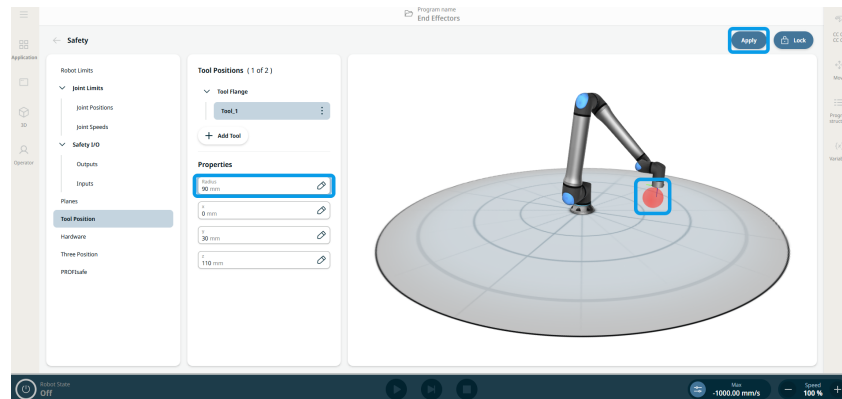 Program name
End Effectors
Safety
Apply
Lock
Application
3D
Operator
Robot Limits
Joint Limits
Joint Positions
Joint Speeds
Safety I/O
Outputs
Inputs
Planes
Tool Position
Hardware
Three Position
PROFIsafe
Tool Positions ( 1 of 2 )
Tool Flange
Tool_1
+ Add Tool
Properties
Radius
90 mm
x
0 mm
y
30 mm
z
110 mm
Robot State
Off
Max
-1000.00 mm/s
Speed
100 %